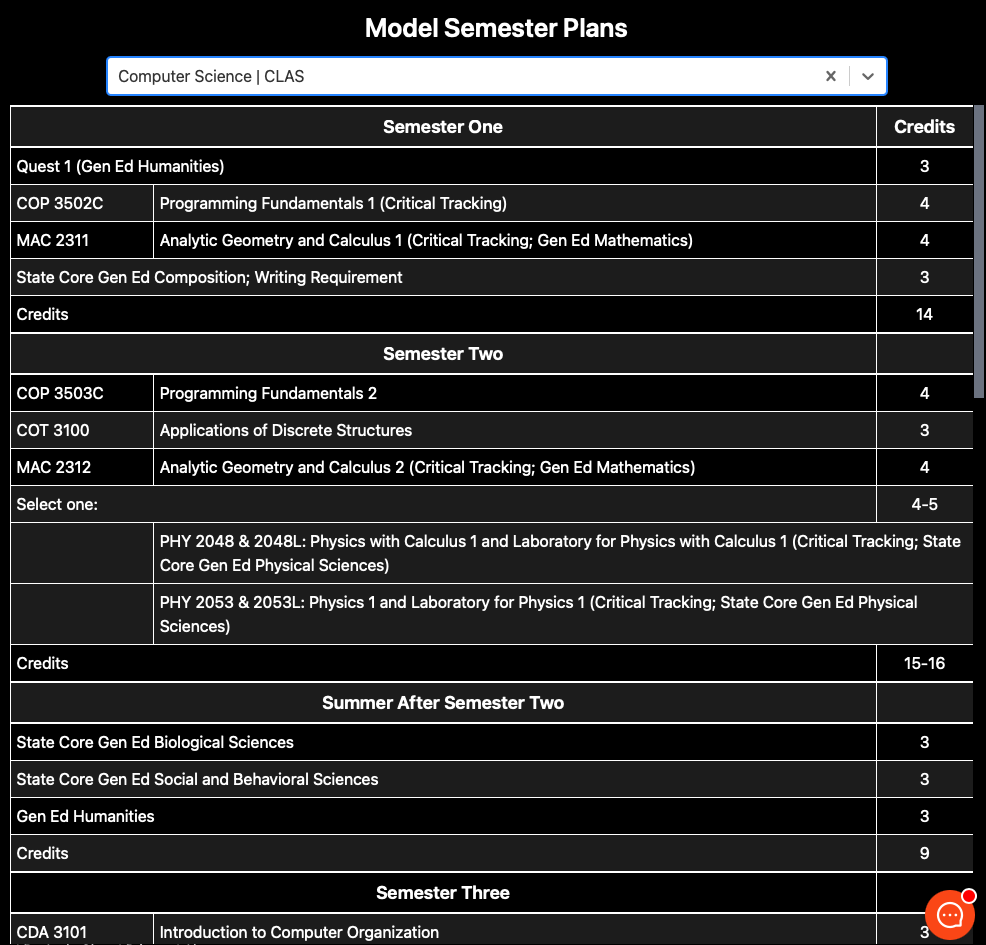 Model Semester Plans
Computer Science | CLAS
Semester One Credits
Quest 1 (Gen Ed Humanities) 3
COP 3502C Programming Fundamentals 1 (Critical Tracking) 4
MAC 2311 Analytic Geometry and Calculus 1 (Critical Tracking; Gen Ed Mathematics) 4
State Core Gen Ed Composition; Writing Requirement 3
Credits 14
Semester Two
COP 3503C Programming Fundamentals 2 4
COT 3100 Applications of Discrete Structures 3
MAC 2312 Analytic Geometry and Calculus 2 (Critical Tracking; Gen Ed Mathematics) 4
Select one: 4-5
PHY 2048 & 2048L: Physics with Calculus 1 and Laboratory for Physics with Calculus 1 (Critical Tracking; State
Core Gen Ed Physical Sciences)
PHY 2053 & 2053L: Physics 1 and Laboratory for Physics 1 (Critical Tracking; State Core Gen Ed Physical
Sciences)
Credits 15-16
Summer After Semester Two
State Core Gen Ed Biological Sciences 3
State Core Gen Ed Social and Behavioral Sciences 3
Gen Ed Humanities 3
Credits 9
Semester Three
CDA 3101 Introduction to Computer Organization 3